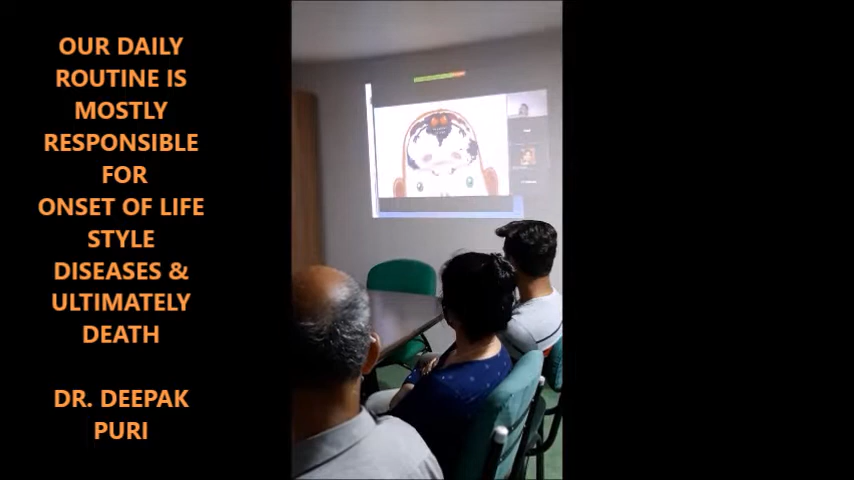 OUR DAILY
ROUTINE IS
MOSTLY
RESPONSIBLE
FOR
ONSET OF LIFE
STYLE
DISEASES &
ULTIMATELY
DEATH
DR. DEEPAK
PURI